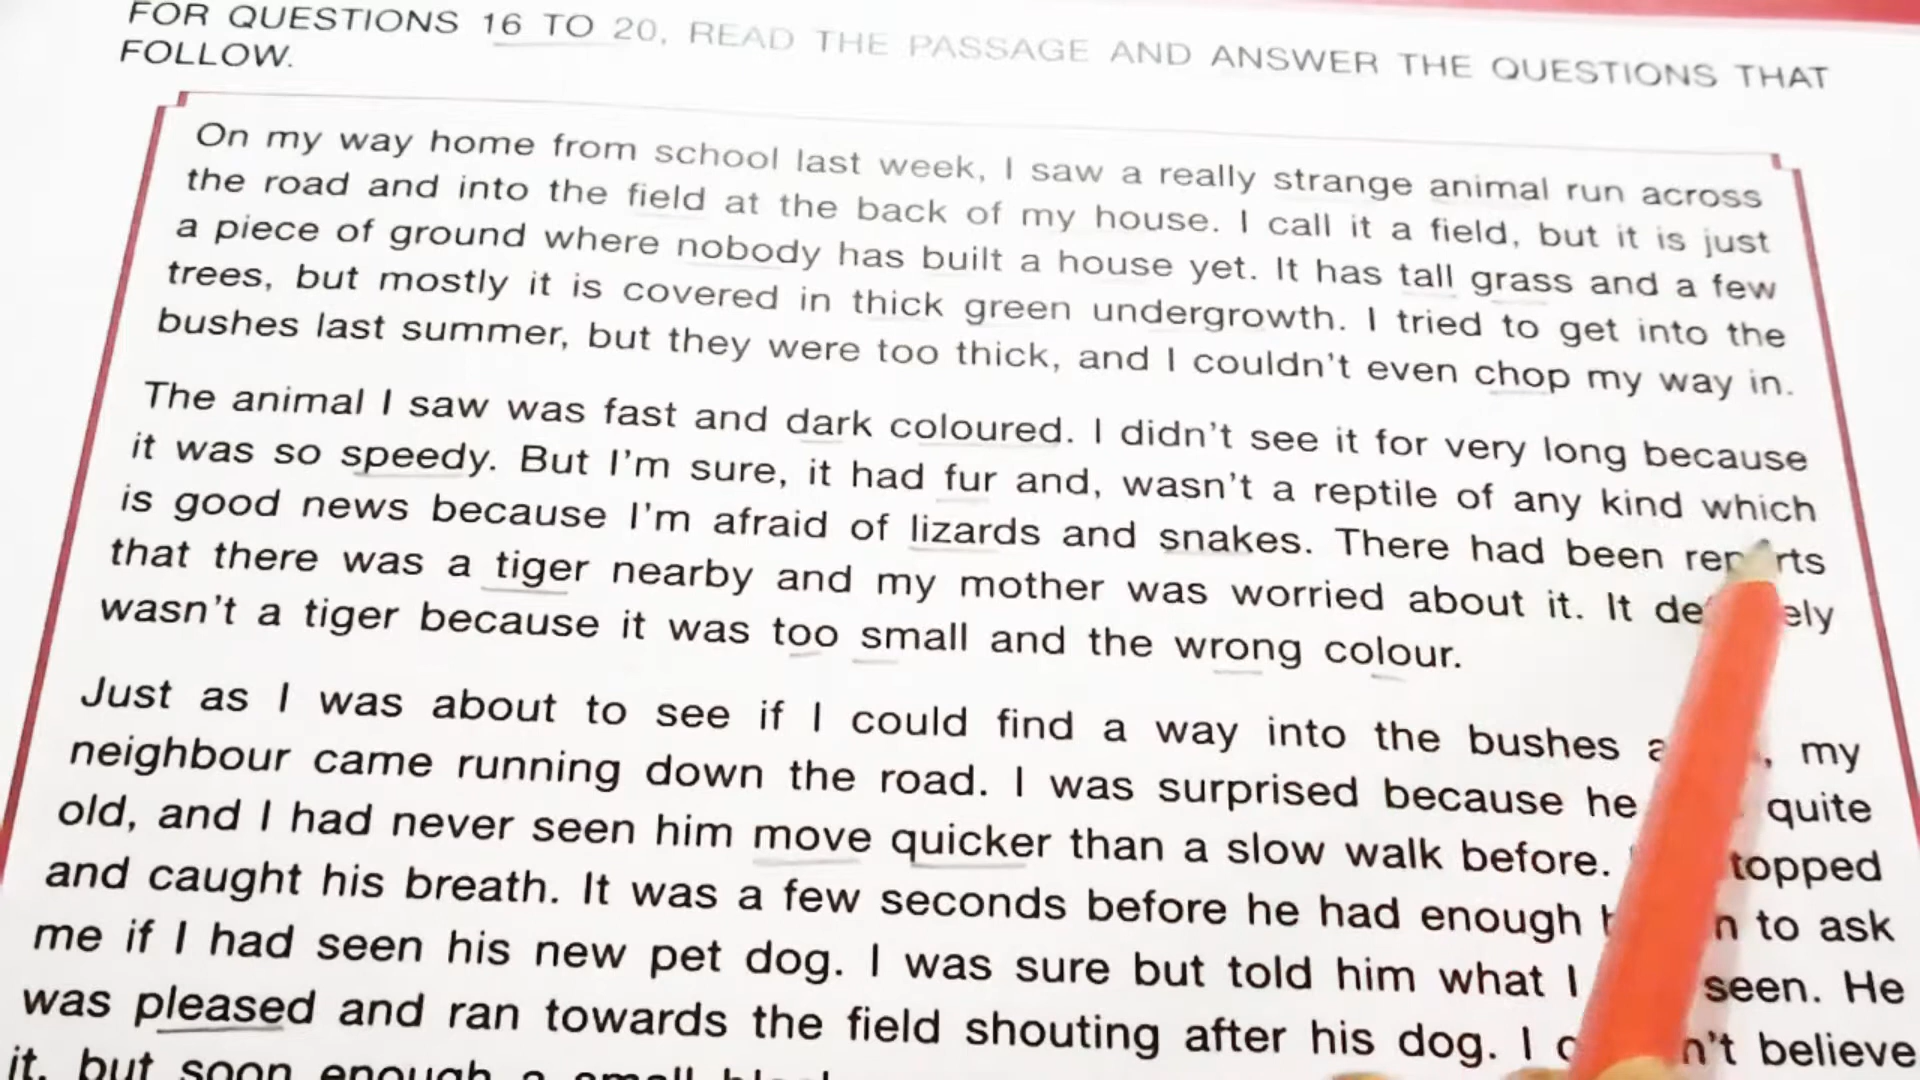 FOR QUESTIONS 16 TO 20, READ THE PASSAGE AND ANSWER THE QUESTIONS THAT
FOLLOW.
On my way home from school last week, I saw a really strange animal run across
the road and into the field at the back of my house. I call it a field, but it is just
a piece of ground where nobody has built a house yet. It has tall grass and a few
trees, but mostly it is covered in thick green undergrowth. I tried to get into the
bushes last summer, but they were too thick, and I couldn't even chop my way in.
The animal I saw was fast and dark coloured. I didn't see it for very long because
it was so speedy. But I'm sure, it had fur and, wasn't a reptile of any kind which
is good news because I'm afraid of lizards and snakes. There had been reports
that there was a tiger nearby and my mother was worried about it. It
wasn't a tiger because it was too small and the wrong colour.
Just as I was about to see if I could find a way into the bushes my
neighbour came running down the road. I was surprised because he quite
old, and I had never seen him move quicker than a slow walk before.
and caught his breath. It was a few seconds before he had enough to ask
me if I had seen his new pet dog. I was sure but told him what I seen. He
was pleased and ran towards the field shouting after his dog. I believe
it, but soon enough a small